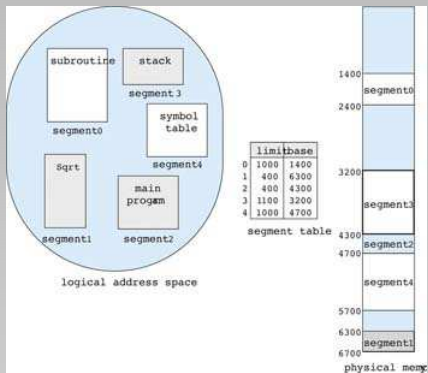 subroutine
stack
segment 3
symbol
table
segment0
segment4
Sqrt
main
progam
segment1
segment2
logical address space
limit base
0 1000 1400
1 400 6300
2 400 4300
3 1100 3200
4 1000 4700
segment table
1400
segment0
2400
3200
segment3
4300
segment2
4700
segment4
5700
6300
segment1
6700
physical mem